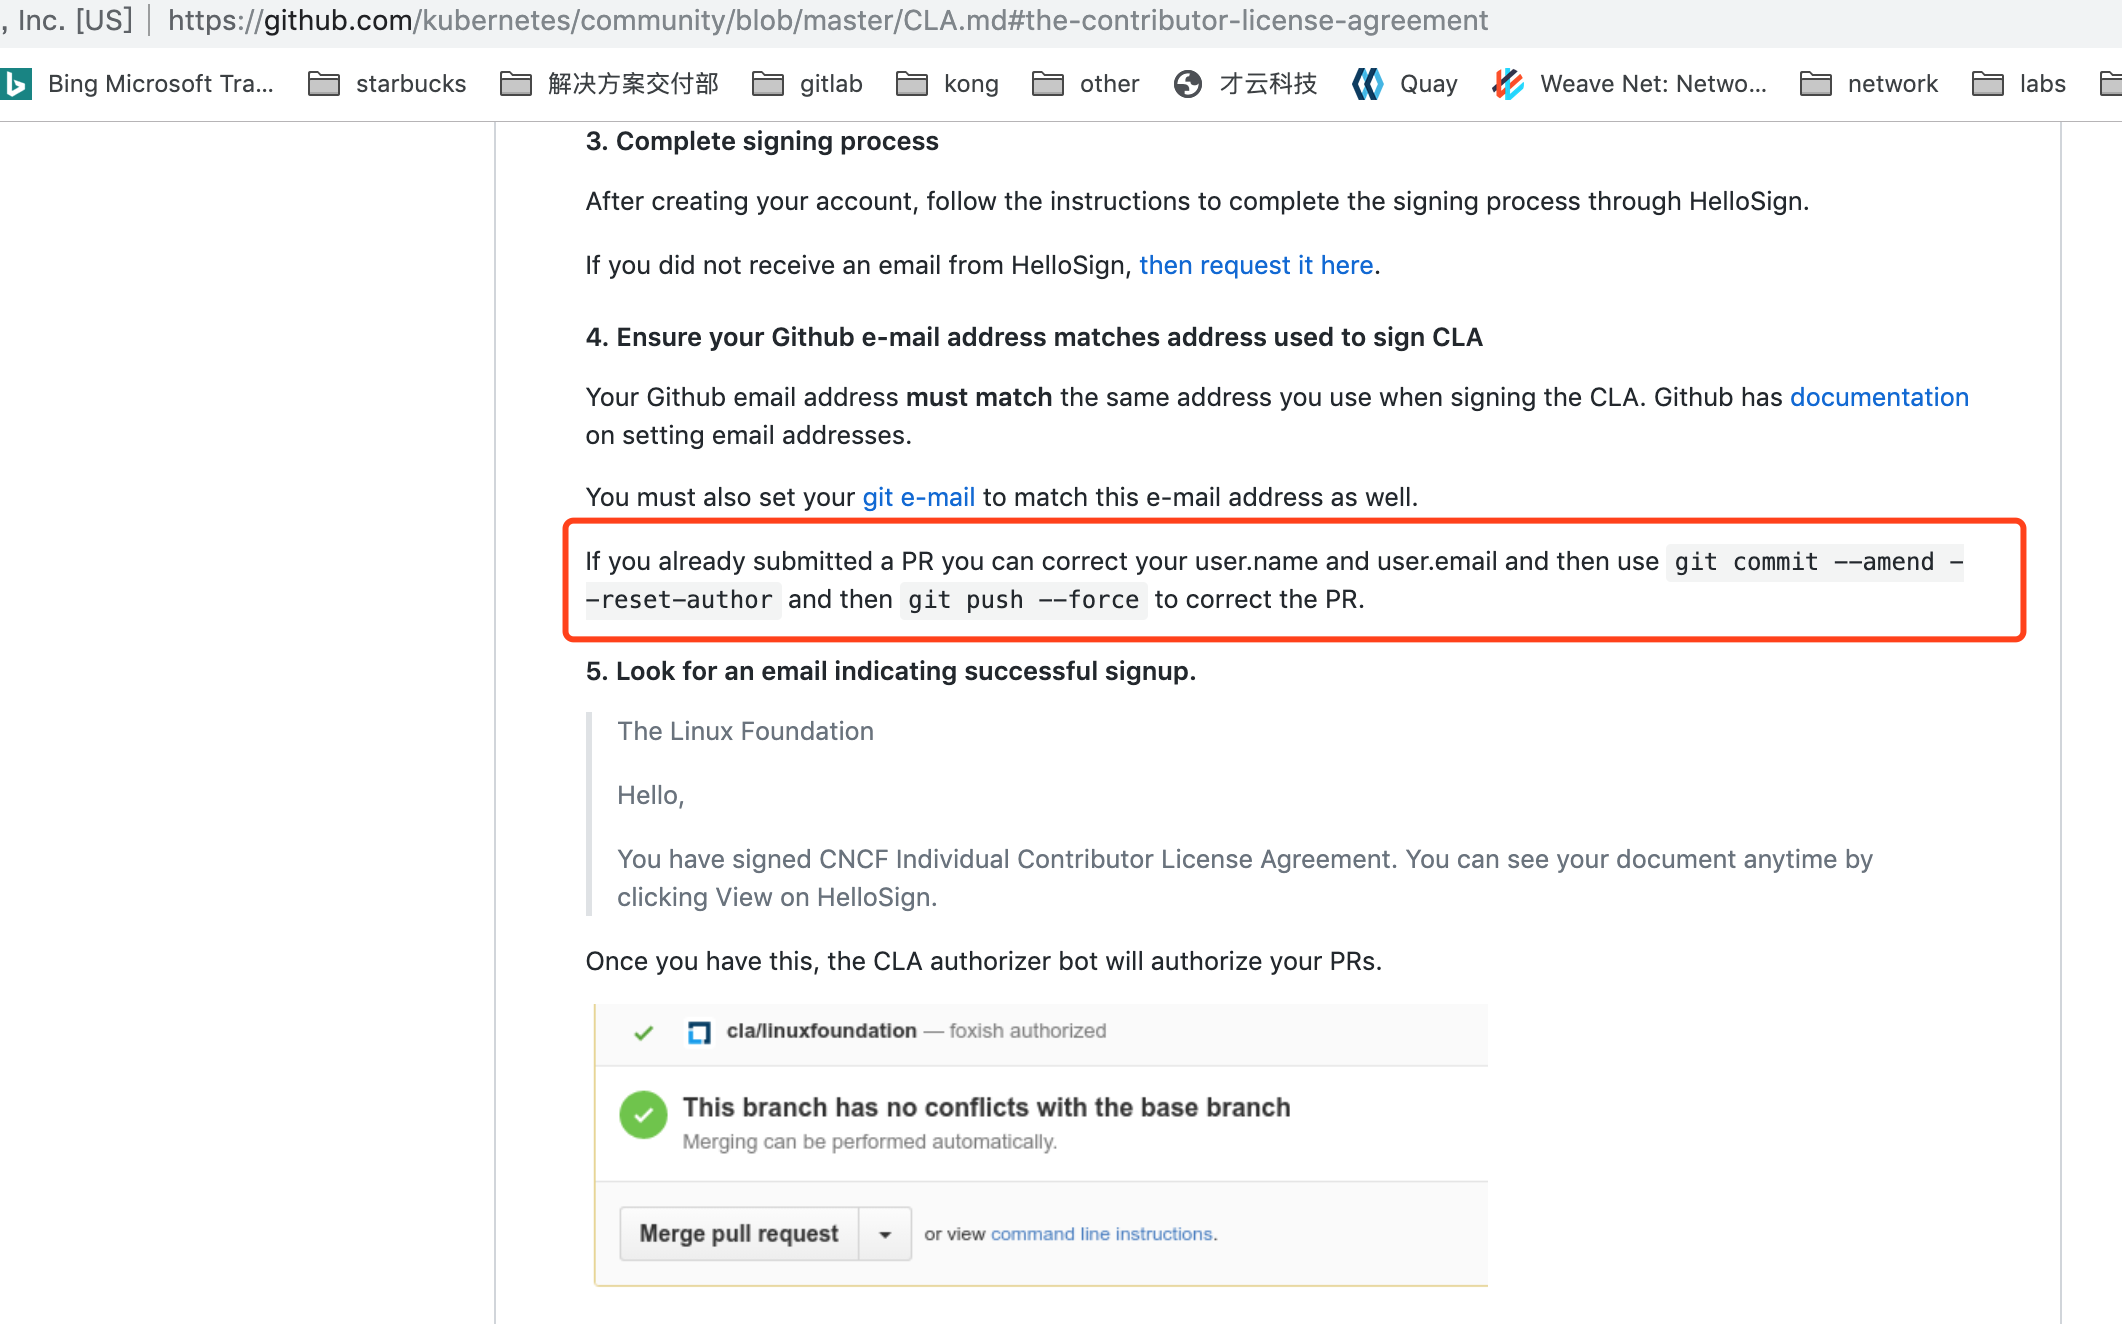 , Inc. [US] | https://github.com/kubernetes/community/blob/master/CLA.md#the-contributor-license-agreement
Bing Microsoft Tra... starbucks 解决方案交付部 gitlab kong other 才云科技 Quay Weave Net: Netwo... network labs
3. Complete signing process
After creating your account, follow the instructions to complete the signing process through HelloSign.
If you did not receive an email from HelloSign, then request it here.
4. Ensure your Github e-mail address matches address used to sign CLA
Your Github email address must match the same address you use when signing the CLA. Github has documentation
on setting email addresses.
You must also set your git e-mail to match this e-mail address as well.
If you already submitted a PR you can correct your user.name and user.email and then use git commit --amend -
-reset-author and then git push --force to correct the PR.
5. Look for an email indicating successful signup.
The Linux Foundation
Hello,
You have signed CNCF Individual Contributor License Agreement. You can see your document anytime by
clicking View on HelloSign.
Once you have this, the CLA authorizer bot will authorize your PRs.
cla/linuxfoundation — foxish authorized
This branch has no conflicts with the base branch
Merging can be performed automatically.
Merge pull request or view command line instructions.